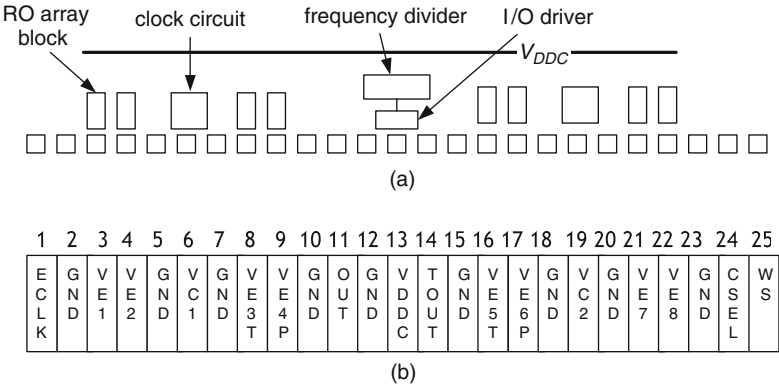 RO array
block
clock circuit
frequency divider
I/O driver
VDDC
(a)
1 2 3 4 5 6 7 8 9 10 11 12 13 14 15 16 17 18 19 20 21 22 23 24 25
ECLK GND VE1 VE2 GND VC1 GND VE3T VE4P GND OUT GND VDDC TOUT GND VE5T VE6P GND VC2 GND VE7 VE8 GND CSEL WS
(b)